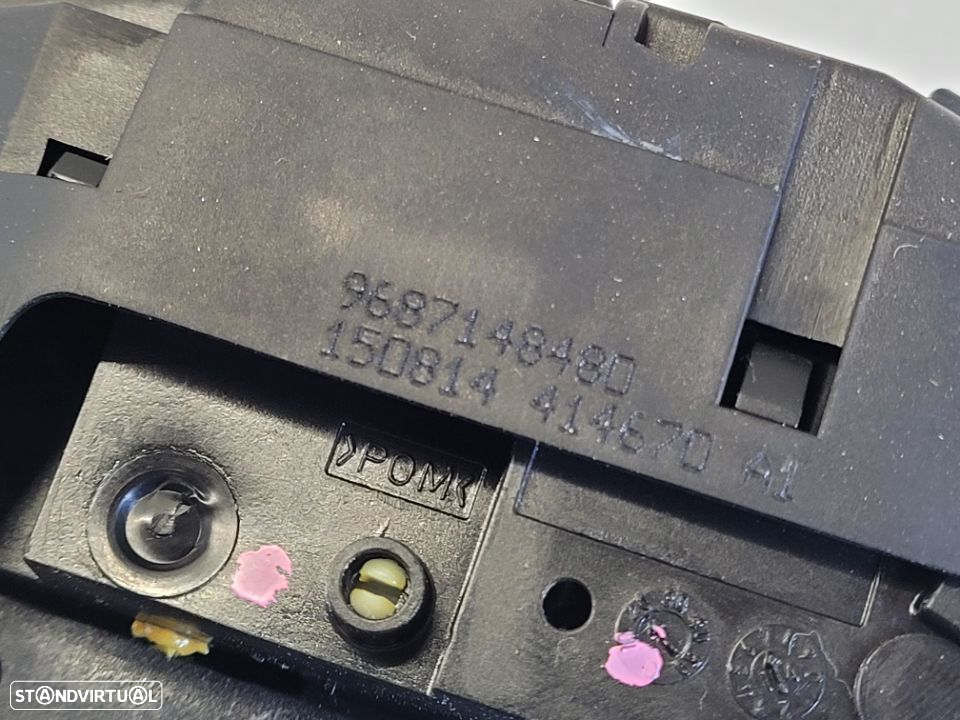 9687148480
150814 414670 A1
>POM<
STANDVIRTUAL